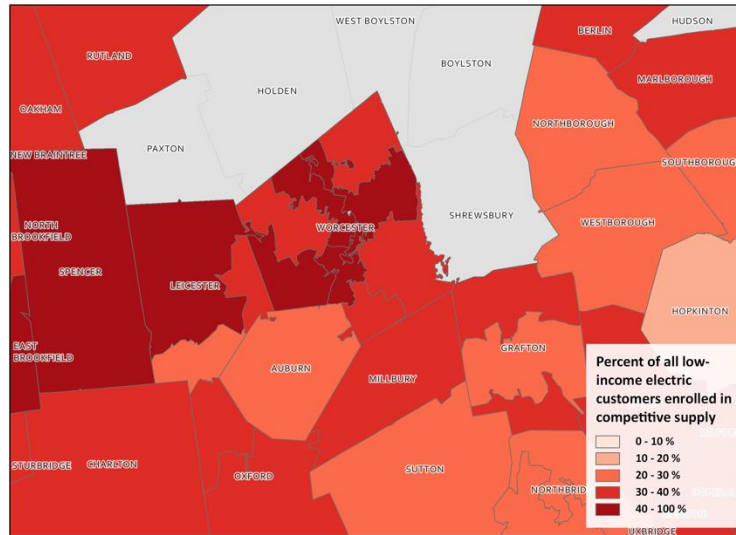 WEST BOYLSTON
BERLIN
HUDSON
RUTLAND
BOYLSTON
MARLBOROUGH
HOLDEN
OAKHAM
NORTHBOROUGH
PAXTON
NEW BRAINTREE
SOUTHBOROUG
SHREWSBURY
WESTBOROUGH
NORTH
BROOKFIELD
WORCESTER
SPENCER
LEICESTER
HOPKINTON
EAST
BROOKFIELD
GRAFTON
AUBURN
MILLBURY
Percent of all low-
income electric
customers enrolled in
competitive supply
0 - 10 %
10 - 20 %
20 - 30 %
30 - 40 %
40 - 100 %
STURBRIDGE
CHARLTON
OXFORD
SUTTON
NORTHBRID
UXBRIDGE